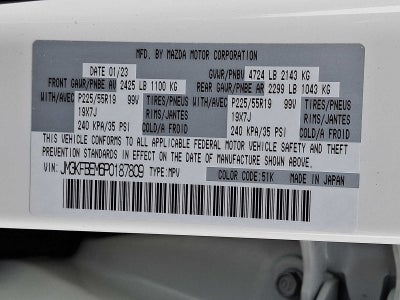 MFD. BY MAZDA MOTOR CORPORATION
DATE 01/23 GVWR/PNBV 4724 LB 2143 KG
FRONT GAWR/PNBE AV 2425 LB 1100 KG REAR GAWR/PNBE AR 2299 LB 1043 KG
WITH/AVEC P225/55R19 99V TIRES/PNEUS WITH/AVEC P225/55R19 99V TIRES/PNEUS
19X7J RIMS/JANTES 19X7J RIMS/JANTES
240 KPA/35 PSI COLD/A FROID 240 KPA/35 PSI COLD/A FROID
THIS VEHICLE CONFORMS TO ALL APPLICABLE FEDERAL MOTOR VEHICLE SAFETY AND THEFT
PREVENTION STANDARDS IN EFFECT ON THE DATE OF MANUFACTURE SHOWN ABOVE.
VIN: JM3KFBEM6P0187809 TYPE:MPV
COLOR CODE:51K MADE IN JAPAN